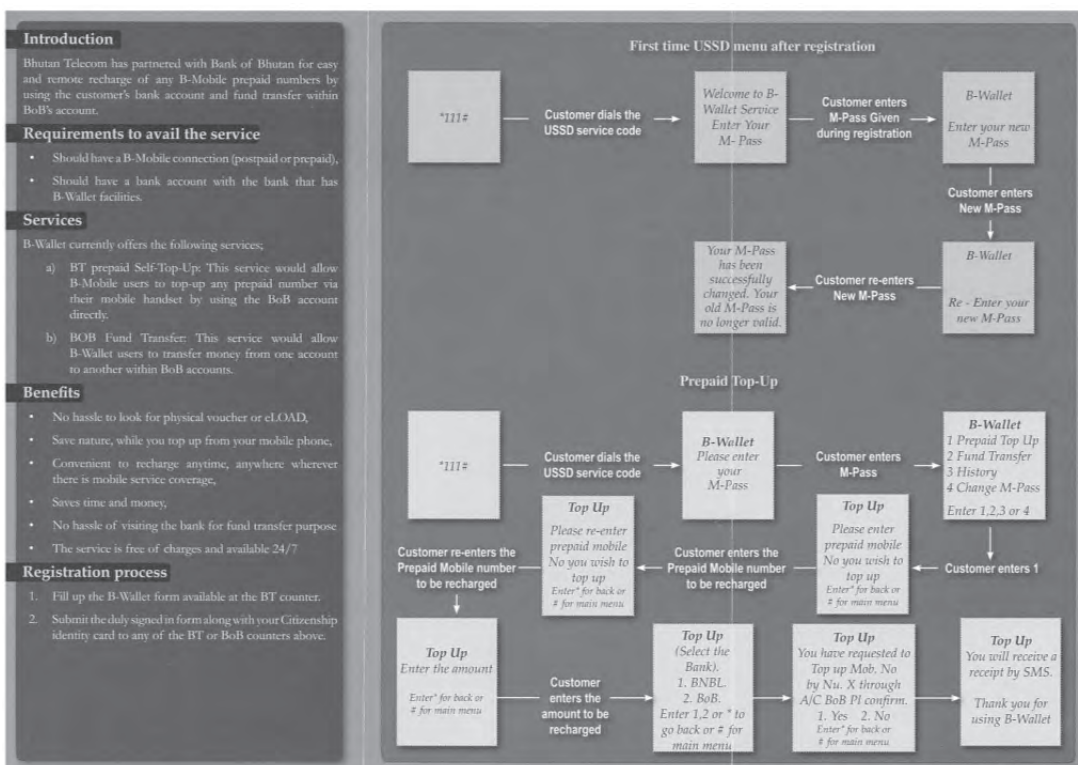 Introduction
Bhutan Telecom has partnered with Bank of Bhutan for easy
and remote recharge of any B-Mobile prepaid numbers by
using the customer's bank account and fund transfer within
BoB's account.
Requirements to avail the service
• Should have a B-Mobile connection (postpaid or prepaid),
• Should have a bank account with the bank that has
B-Wallet facilities.
Services
B-Wallet currently offers the following services;
a) BT prepaid Self-Top-Up: This service would allow
B-Mobile users to top-up any prepaid number via
their mobile handset by using the BoB account
directly.
b) BOB Fund Transfer: This service would allow
B-Wallet users to transfer money from one account
to another within BoB accounts.
Benefits
• No hassle to look for physical voucher or eLOAD,
• Save nature, while you top up from your mobile phone,
• Convenient to recharge anytime, anywhere wherever
there is mobile service coverage,
• Saves time and money,
• No hassle of visiting the bank for fund transfer purpose
• The service is free of charges and available 24/7
Registration process
1. Fill up the B-Wallet form available at the BT counter.
2. Submit the duly signed in form along with your Citizenship
identity card to any of the BT or BoB counters above.
First time USSD menu after registration
*111#
Customer dials the
USSD service code
Welcome to B-
Wallet Service
Enter Your
M- Pass
Customer enters
M-Pass Given
during registration
B-Wallet
Enter your new
M-Pass
Customer enters
New M-Pass
B-Wallet
Re - Enter your
new M-Pass
Customer re-enters
New M-Pass
Your M-Pass
has been
successfully
changed. Your
old M-Pass is
no longer valid.
Prepaid Top-Up
*111#
Customer dials the
USSD service code
B-Wallet
Please enter
your
M-Pass
Customer enters
M-Pass
B-Wallet
1 Prepaid Top Up
2 Fund Transfer
3 History
4 Change M-Pass
Enter 1,2,3 or 4
Customer enters 1
Top Up
Please enter
prepaid mobile
No you wish to
top up
Enter* for back or
# for main menu
Customer enters the
Prepaid Mobile number
to be recharged
Top Up
Please re-enter
prepaid mobile
No you wish to
top up
Enter* for back or
# for main menu
Customer re-enters the
Prepaid Mobile number
to be recharged
Top Up
Enter the amount
Enter* for back or
# for main menu
Customer
enters the
amount to be
recharged
Top Up
(Select the
Bank).
1. BNBL.
2. BoB.
Enter 1,2 or * to
go back or # for
main menu
Top Up
You have requested to
Top up Mob. No
by Nu. X through
A/C BoB Pl confirm.
1. Yes 2. No
Enter* for back or
# for main menu
Top Up
You will receive a
receipt by SMS.
Thank you for
using B-Wallet